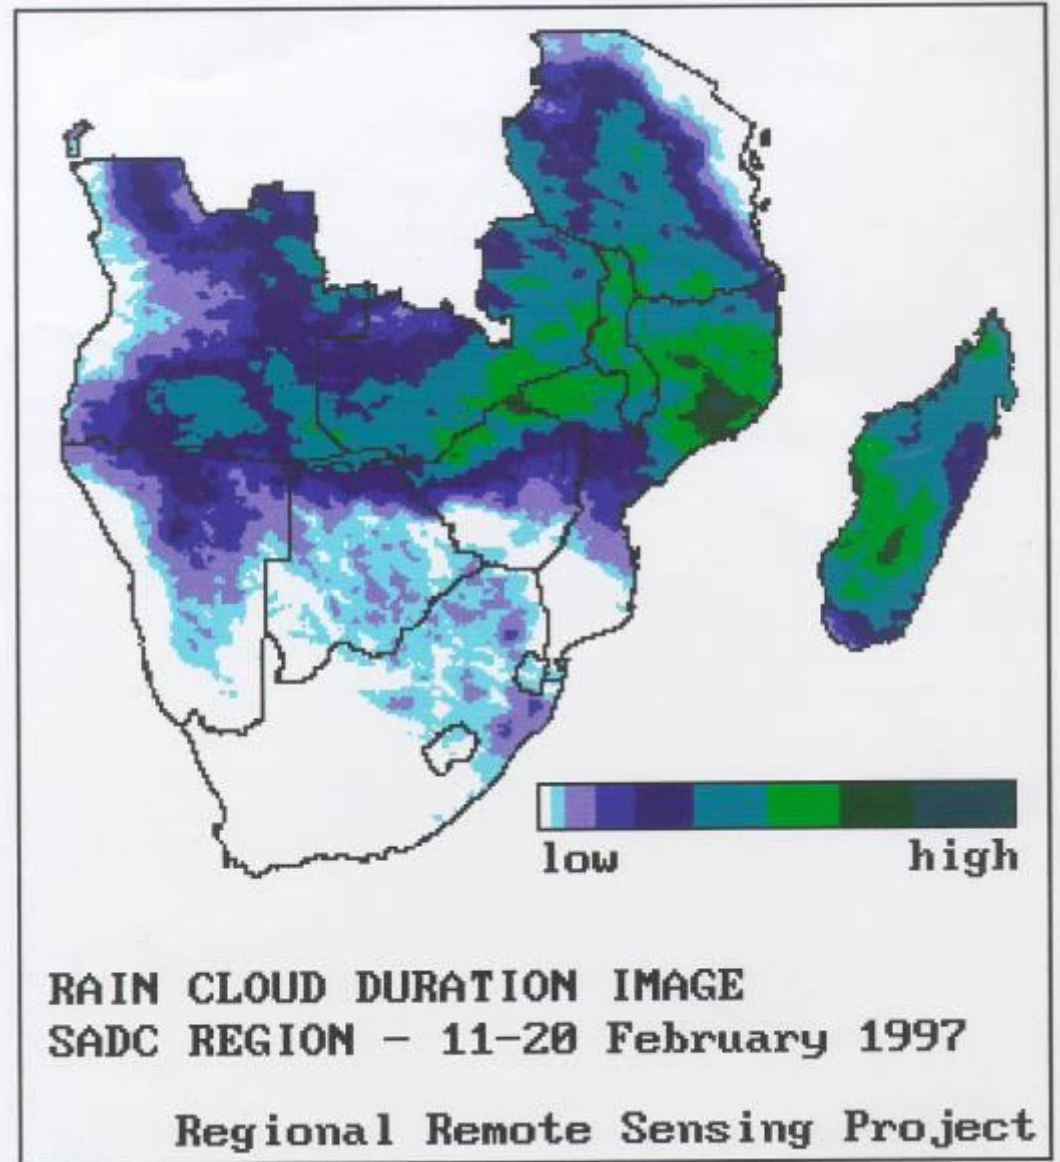 low high
RAIN CLOUD DURATION IMAGE
SADC REGION - 11-20 February 1997
Regional Remote Sensing Project